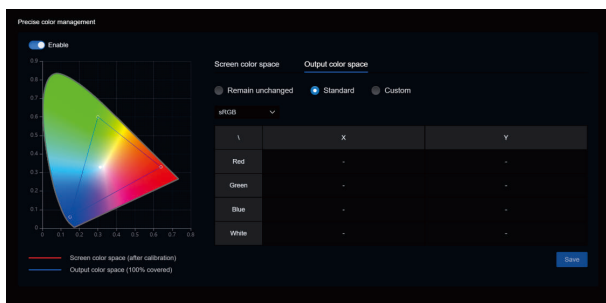 Precise color management
Enable
Screen color space
Output color space
Remain unchanged
Standard
Custom
sRGB
\ X Y
Red - -
Green - -
Blue - -
White - -
Save
0.9
0.8
0.7
0.6
0.5
0.4
0.3
0.2
0.1
0
0 0.1 0.2 0.3 0.4 0.5 0.6 0.7 0.8
Screen color space (after calibration)
Output color space (100% covered)